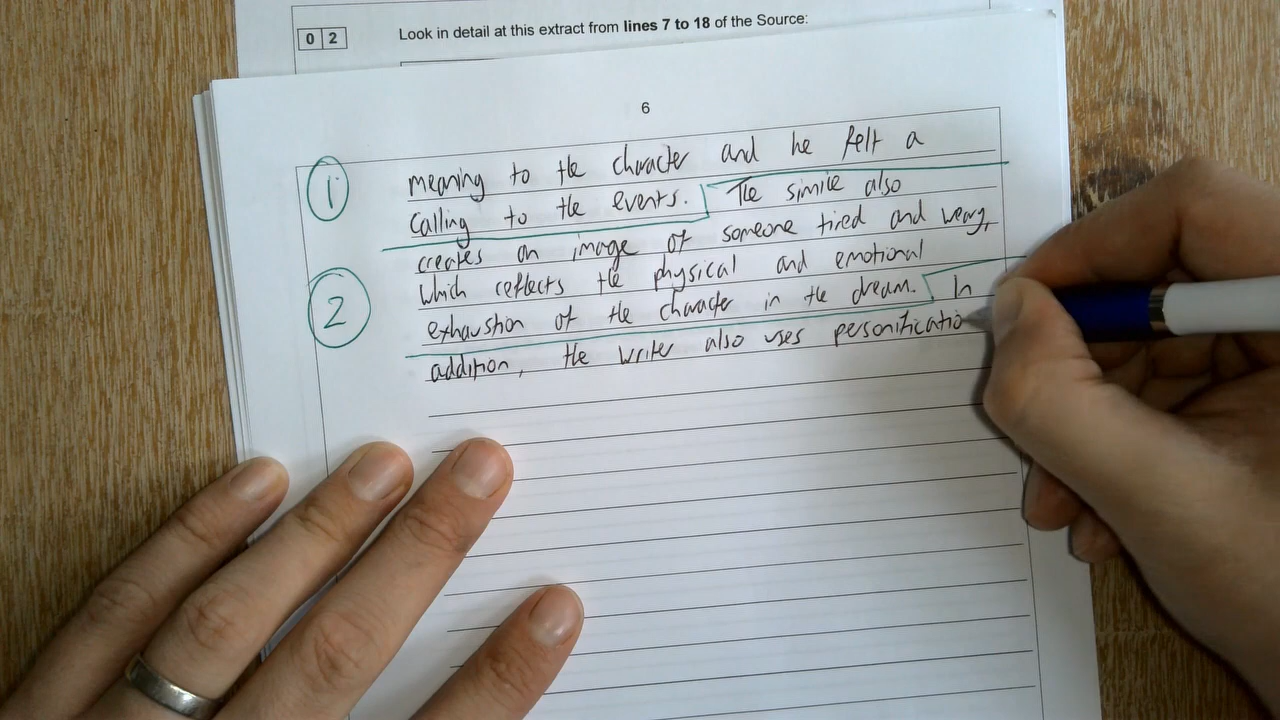 0 2 Look in detail at this extract from lines 7 to 18 of the Source:
6
1 meaning to the character and he felt a
calling to the events. The simile also
creates an image of someone tired and weary,
which reflects the physical and emotional
2 exhaustion of the character in the dream. In
addition, the writer also uses personificatio